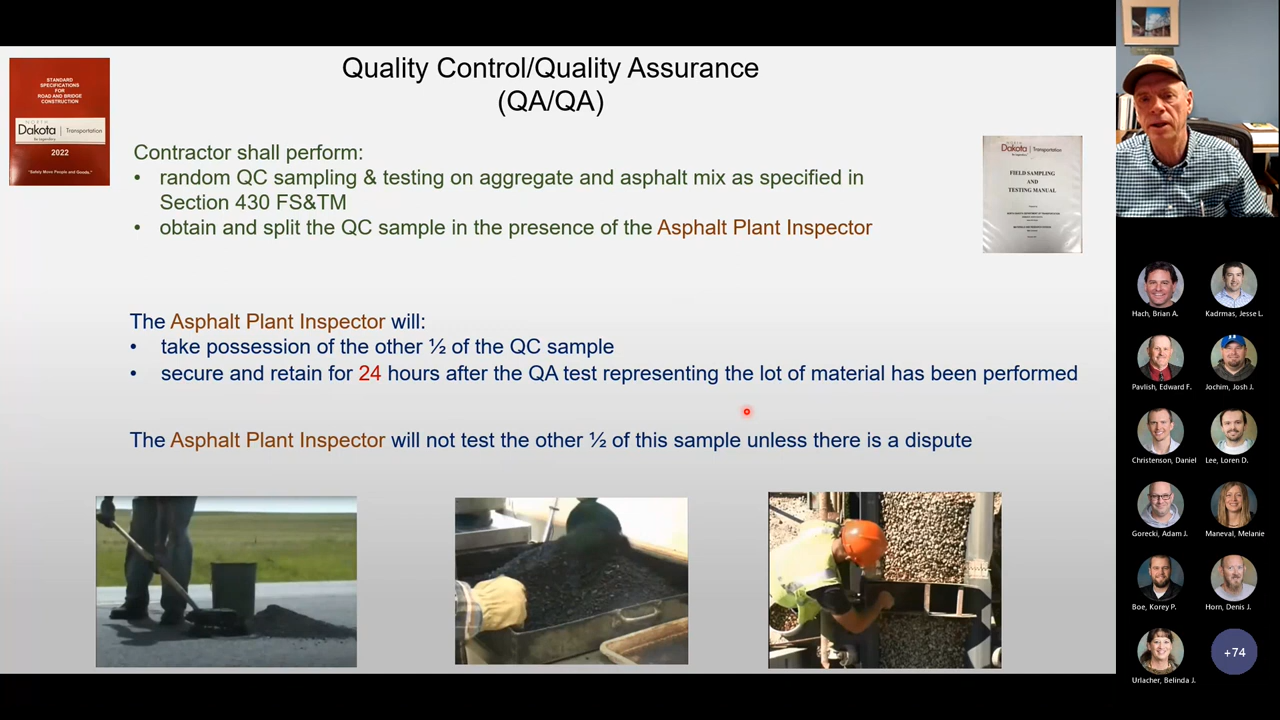 Quality Control/Quality Assurance
(QA/QA)
STANDARD
SPECIFICATIONS
FOR
ROAD AND BRIDGE
CONSTRUCTION
NORTH
Dakota | Transportation
Be Legendary.
2022
"Safely Move People and Goods."
Contractor shall perform:
• random QC sampling & testing on aggregate and asphalt mix as specified in
Section 430 FS&TM
• obtain and split the QC sample in the presence of the Asphalt Plant Inspector
Dakota | Transportation
FIELD SAMPLING
AND
TESTING MANUAL
The Asphalt Plant Inspector will:
• take possession of the other ½ of the QC sample
• secure and retain for 24 hours after the QA test representing the lot of material has been performed
The Asphalt Plant Inspector will not test the other ½ of this sample unless there is a dispute
Hach, Brian A.
Kadrmas, Jesse L.
Pavlish, Edward F.
Jochim, Josh J.
Christenson, Daniel
Lee, Loren D.
Gorecki, Adam J.
Maneval, Melanie
Boe, Korey P.
Horn, Denis J.
Urlacher, Belinda J.
+74